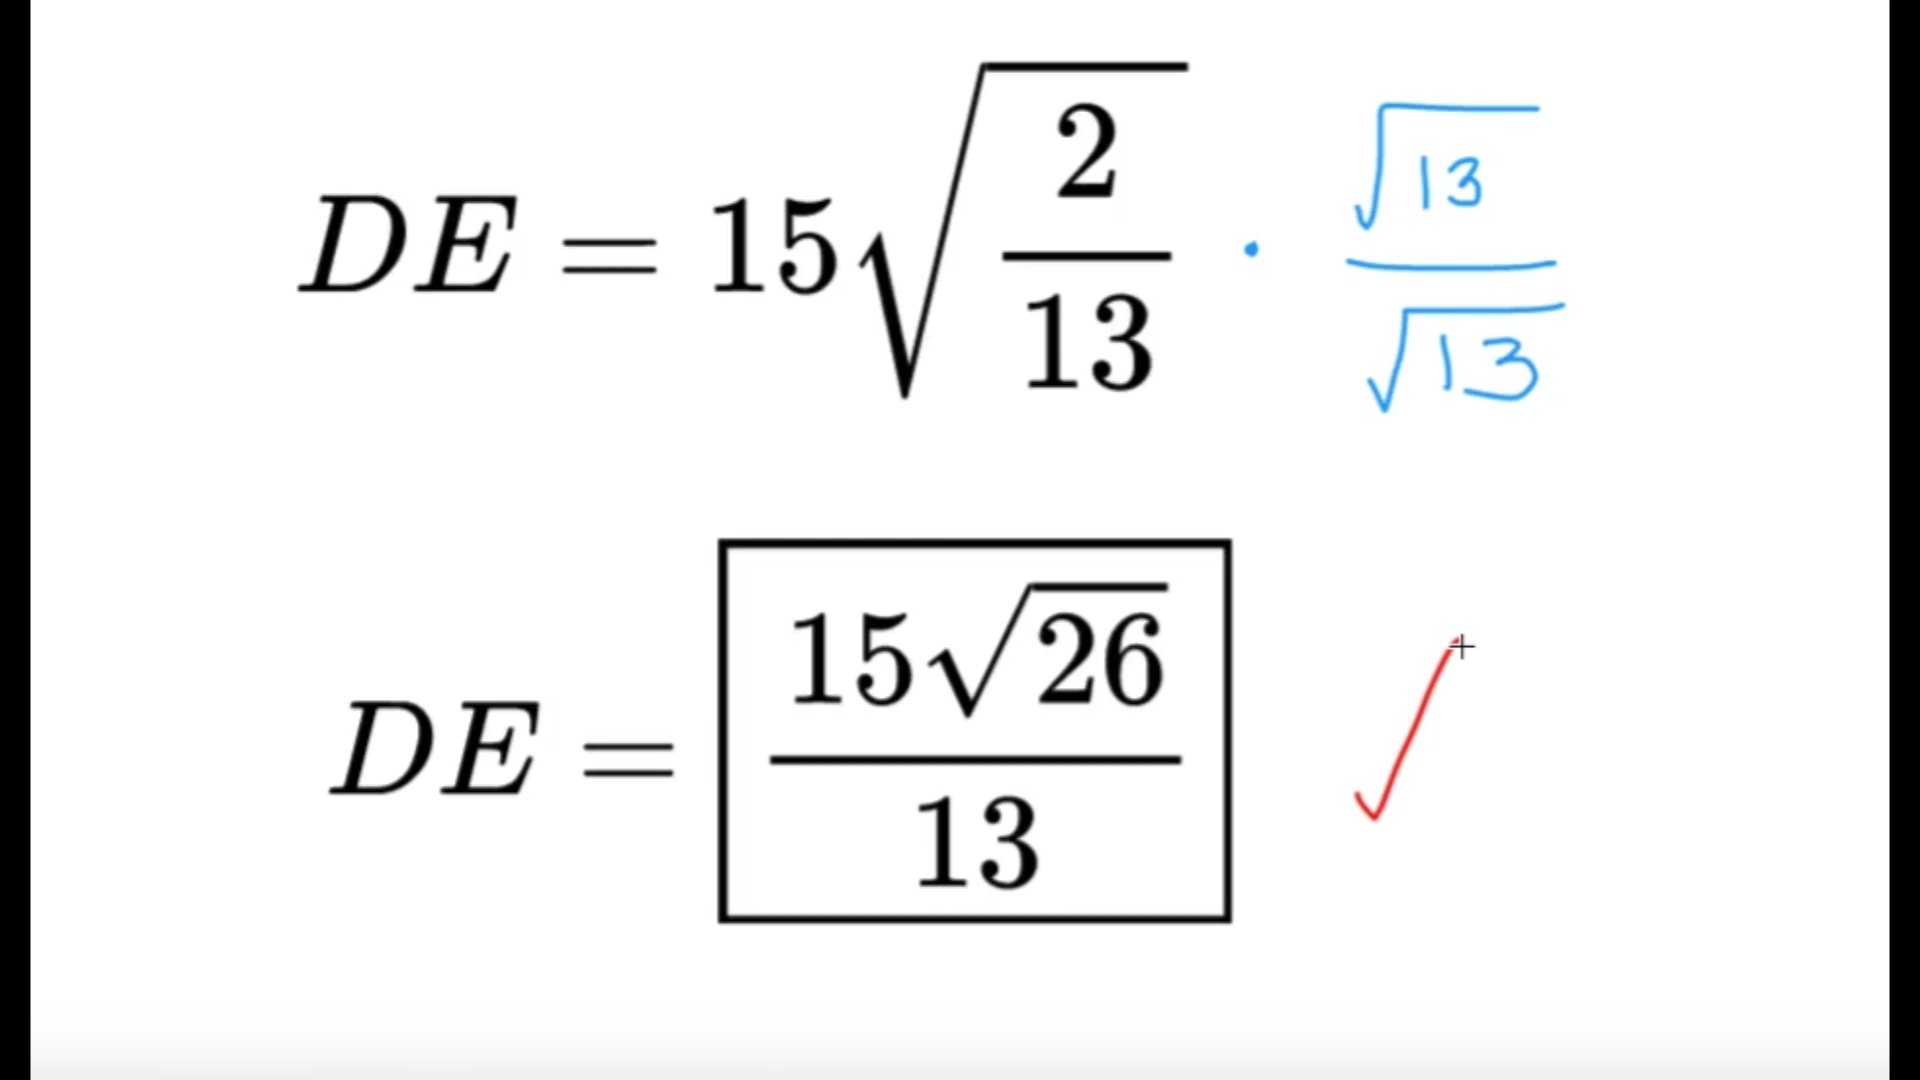 DE = 15√(2/13) · √13/√13
DE = 15√26/13